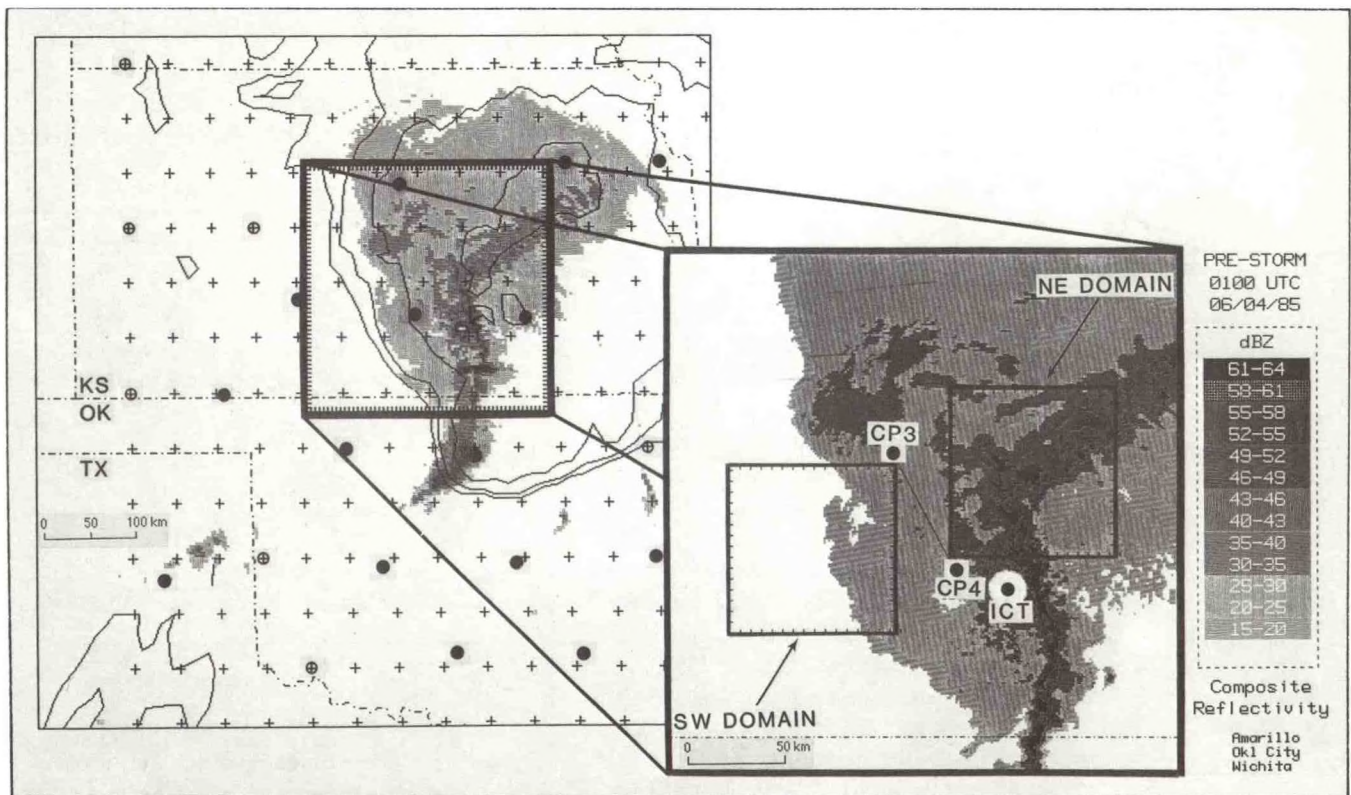 KS
OK
TX
0 50 100 km
NE DOMAIN
CP3
CP4
ICT
SW DOMAIN
0 50 km
PRE-STORM
0100 UTC
06/04/85
dBZ
61-64
58-61
55-58
52-55
49-52
46-49
43-46
40-43
35-40
30-35
25-30
20-25
15-20
Composite
Reflectivity
Amarillo
Okl City
Wichita